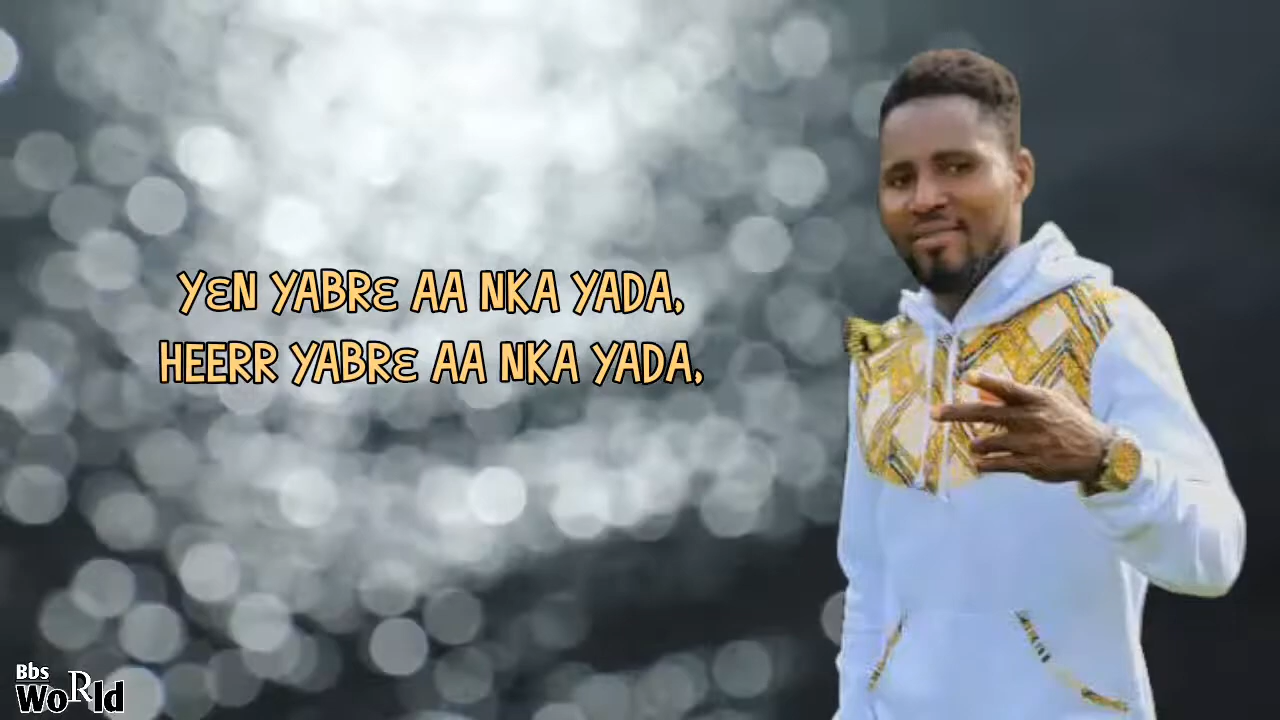 YƐN YABRƐ AA NKA YADA,
HEERR YABRƐ AA NKA YADA,
Bbs
WoRld